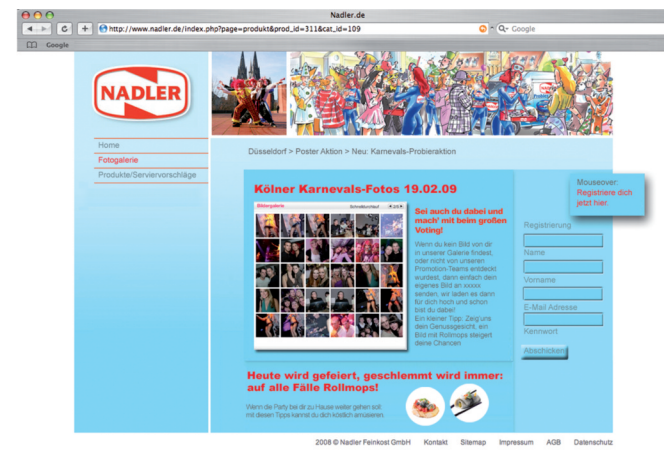 Nadler.de
http://www.nadler.de/index.php?page=produkt&prod_id=311&cat_id=109
Google
Google
NADLER
NADLER
Home
Fotogalerie
Produkte/Serviervorschläge
Düsseldorf > Poster Aktion > Neu: Karnevals-Probieraktion
Kölner Karnevals-Fotos 19.02.09
Bildergalerie
Schnelldurchlauf
Sei auch du dabei und
mach' mit beim großen
Voting!
Wenn du kein Bild von dir
in unserer Galerie findest,
oder nicht von unseren
Promotion-Teams entdeckt
wurdest, dann einfach dein
eigenes Bild an xxxxx
senden, wir laden es dann
für dich hoch und schon
bist du dabei!
Ein kleiner Tipp: Zeig'uns
dein Genussgesicht, ein
Bild mit Rollmops steigert
deine Chancen
Mouseover:
Registriere dich
jetzt hier.
Registrierung
Name
Vorname
E-Mail Adresse
Kennwort
Abschicken
Heute wird gefeiert, geschlemmt wird immer:
auf alle Fälle Rollmops!
Wenn die Party bei dir zu Hause weiter gehen soll:
mit diesen Tipps kannst du dich köstlich amüsieren.
2008 © Nadler Feinkost GmbH Kontakt Sitemap Impressum AGB Datenschutz